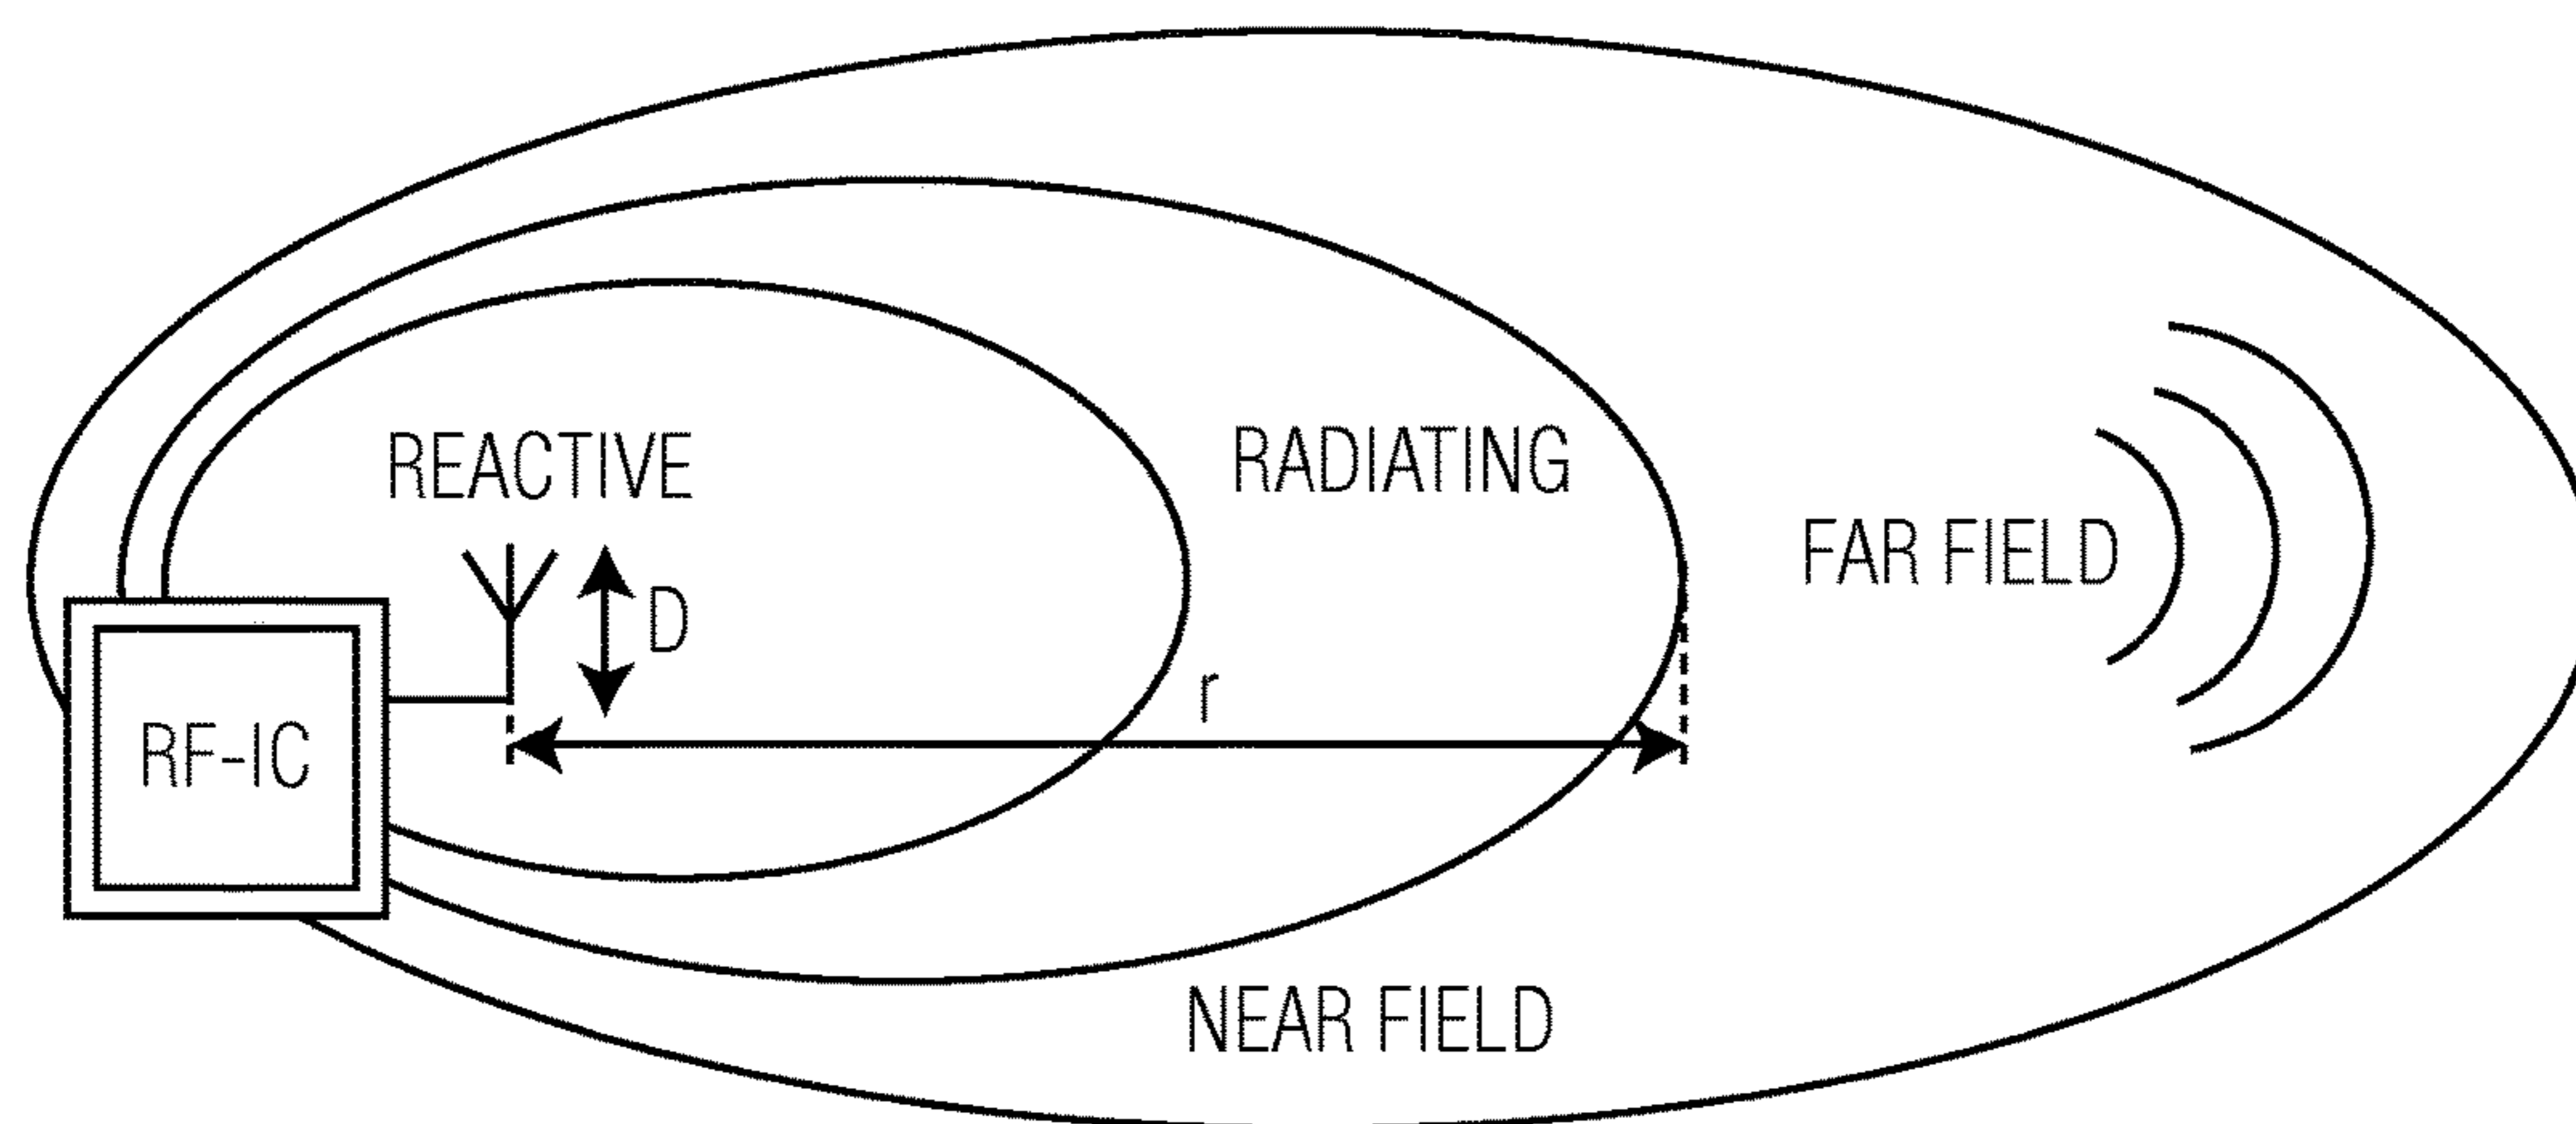 REACTIVE
RADIATING
FAR FIELD
D
r
RF-IC
NEAR FIELD